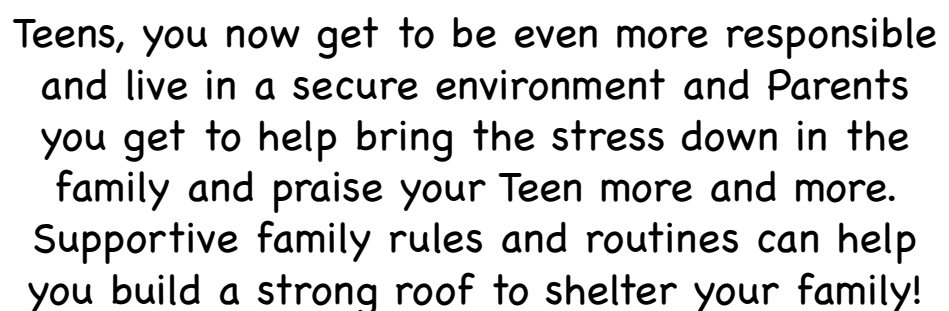 Teens, you now get to be even more responsible
and live in a secure environment and Parents
you get to help bring the stress down in the
family and praise your Teen more and more.
Supportive family rules and routines can help
you build a strong roof to shelter your family!